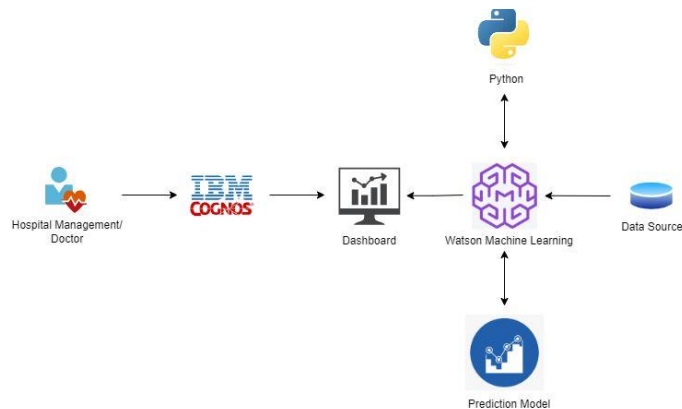 Python
IBM
COGNOS
Hospital Management/
Doctor
Dashboard
Watson Machine Learning
Data Source
Prediction Model